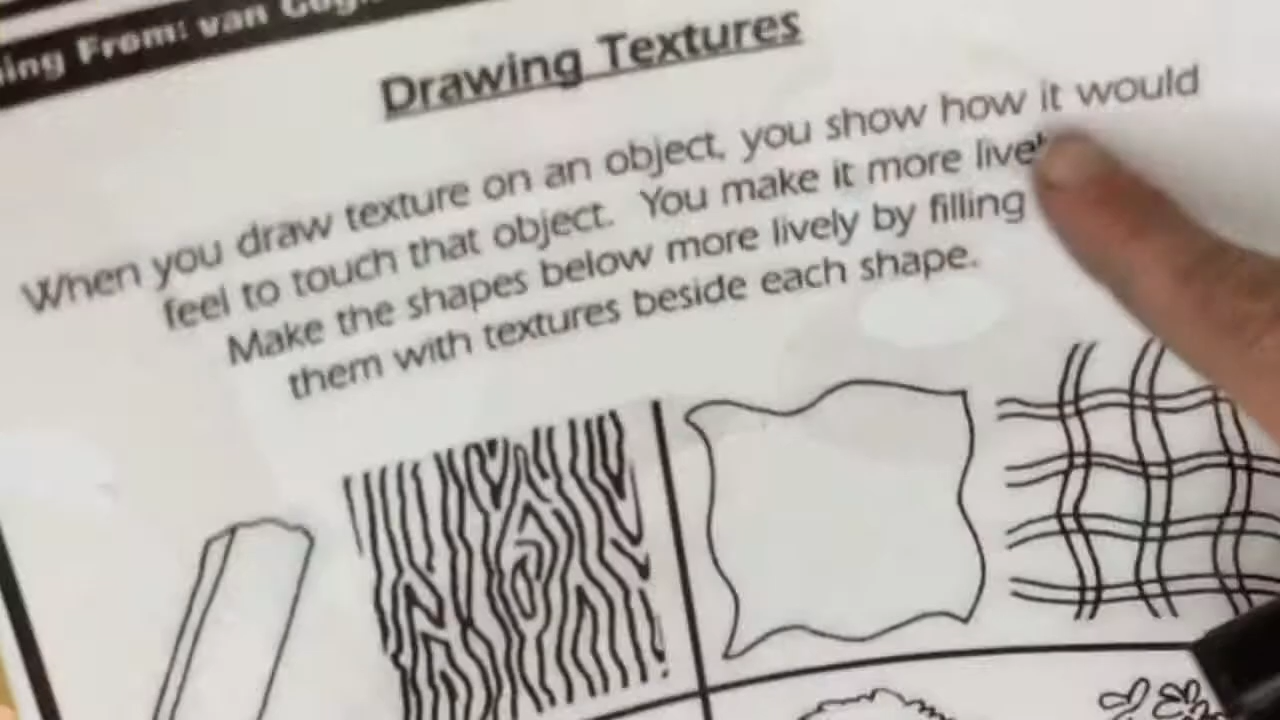 ning From: van Gog
Drawing Textures
When you draw texture on an object, you show how it would
feel to touch that object. You make it more livel
Make the shapes below more lively by filling
them with textures beside each shape.